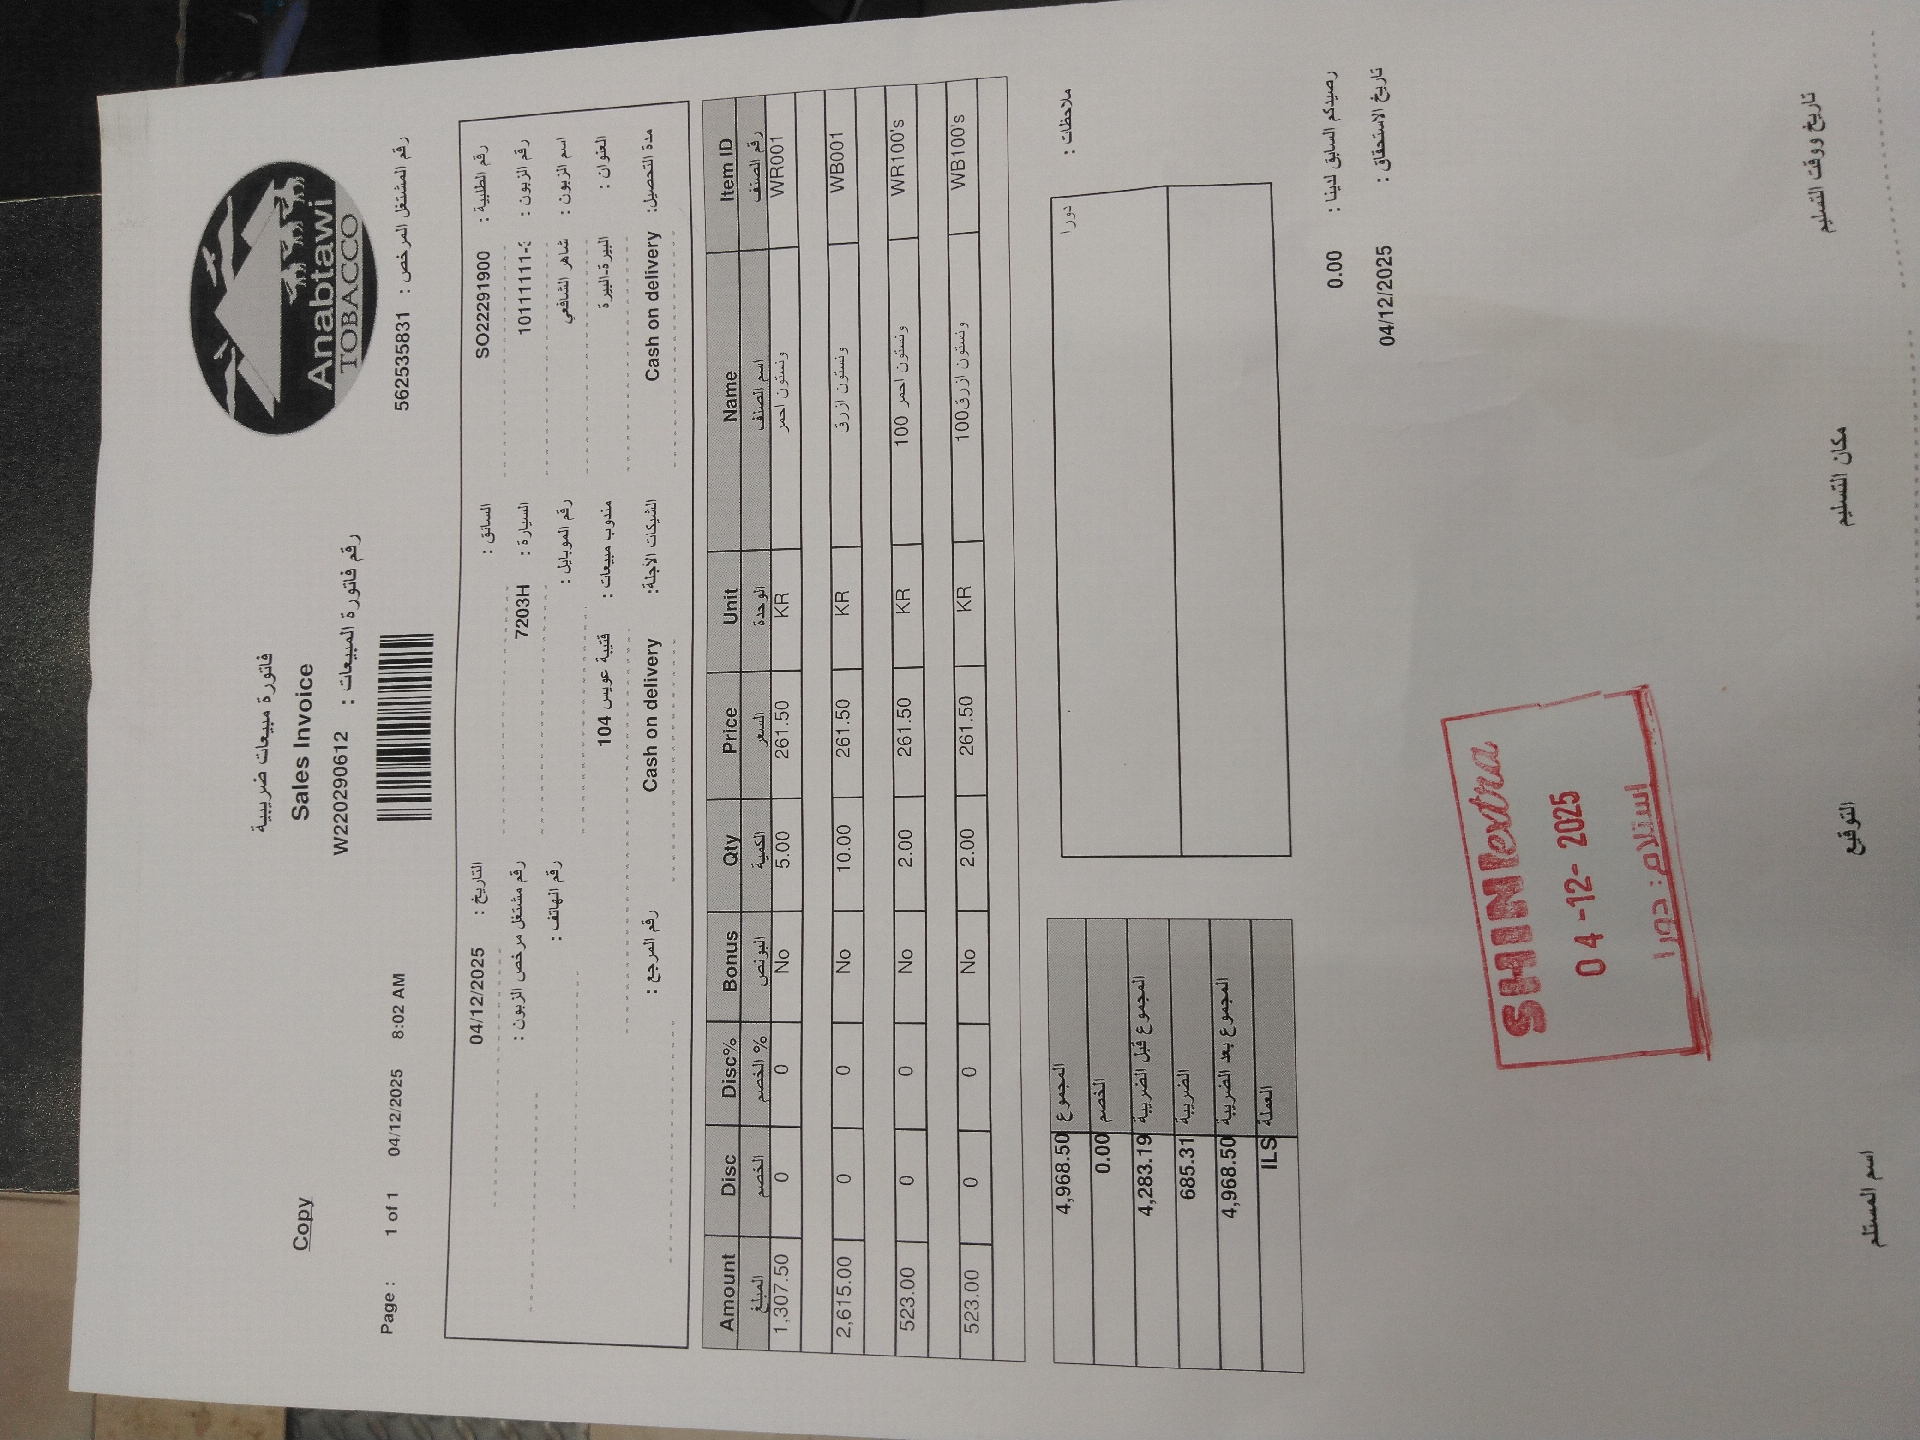 Anabtawi
TOBACCO
رقم المشتغل المرخص : 562535831
فاتورة مبيعات ضريبية
Sales Invoice
رقم فاتورة المبيعات : W220290612
Copy
Page : 1 of 1 04/12/2025 8:02 AM
رقم الطلبية : SO22291900 السائق : التاريخ : 04/12/2025
رقم الزبون : 10111111-3 السيارة : 7203H رقم مشتغل مرخص الزبون :
اسم الزبون : شاهر الشافعي رقم الموبايل : رقم الهاتف :
العنوان : البيرة-البيرة مندوب مبيعات : قتيبة عويس 104
مدة التحصيل: Cash on delivery الشيكات الآجلة: Cash on delivery رقم المرجع :
Amount Disc Disc% Bonus Qty Price Unit Name Item ID
المبلغ الخصم الخصم % البونص الكمية السعر الوحدة اسم الصنف رقم الصنف
1,307.50 0 0 No 5.00 261.50 KR ونستون احمر WR001
2,615.00 0 0 No 10.00 261.50 KR ونستون ازرق WB001
523.00 0 0 No 2.00 261.50 KR ونستون احمر 100 WR100's
523.00 0 0 No 2.00 261.50 KR ونستون ازرق100 WB100's
ملاحظات :
دورا
4,968.50 المجموع
0.00 الخصم
4,283.19 المجموع قبل الضريبة
685.31 الضريبة
4,968.50 المجموع بعد الضريبة
ILS العملة
رصيدكم السابق لدينا : 0.00
تاريخ الاستحقاق : 04/12/2025
SHINI extra
04-12-2025
استلام : دورا
اسم المستلم التوقيع مكان التسليم تاريخ ووقت التسليم